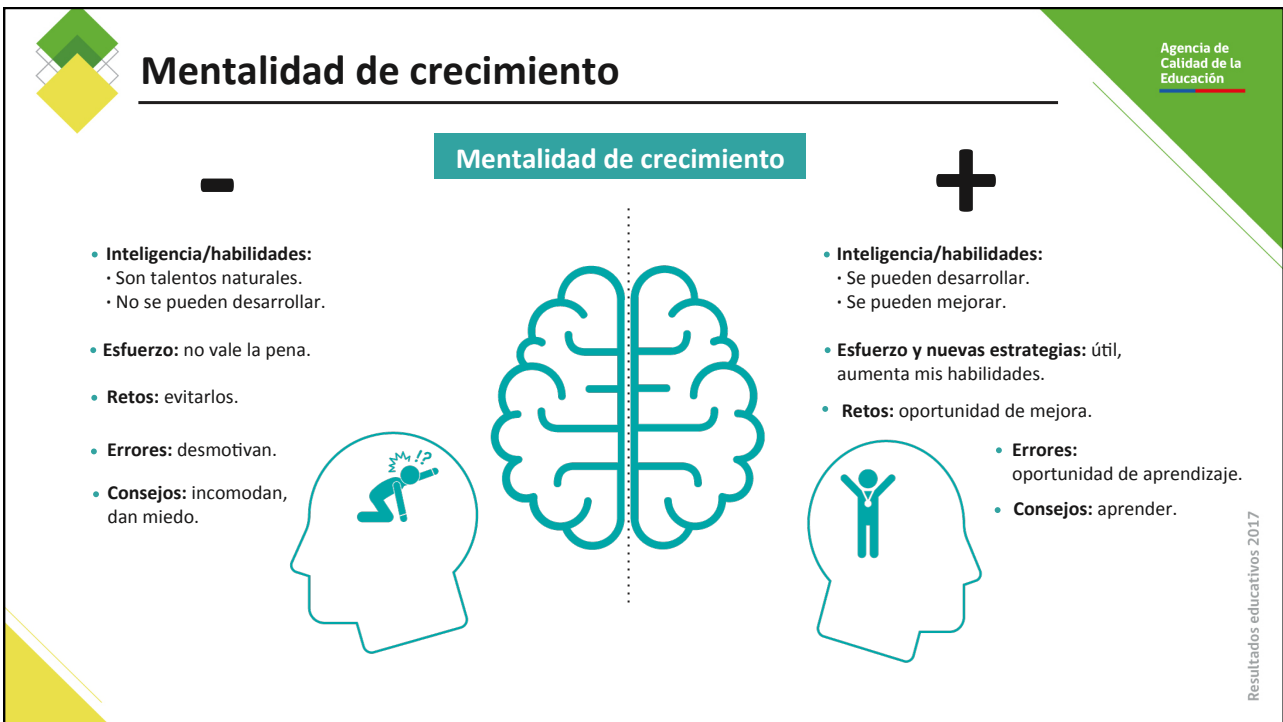 Mentalidad de crecimiento
Agencia de
Calidad de la
Educación
Mentalidad de crecimiento
-
+
• Inteligencia/habilidades:
· Son talentos naturales.
· No se pueden desarrollar.
• Esfuerzo: no vale la pena.
• Retos: evitarlos.
• Errores: desmotivan.
• Consejos: incomodan,
dan miedo.
!?
• Inteligencia/habilidades:
· Se pueden desarrollar.
· Se pueden mejorar.
• Esfuerzo y nuevas estrategias: útil,
aumenta mis habilidades.
• Retos: oportunidad de mejora.
• Errores:
oportunidad de aprendizaje.
• Consejos: aprender.
Resultados educativos 2017